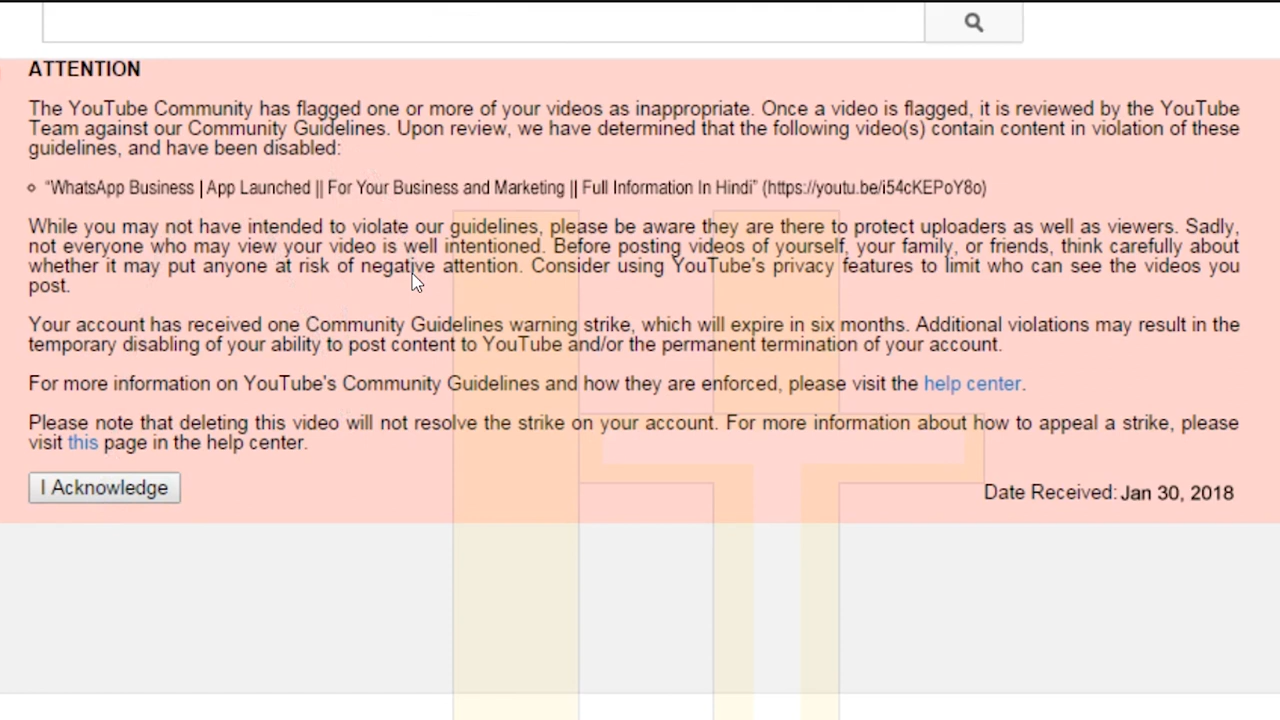 ATTENTION
The YouTube Community has flagged one or more of your videos as inappropriate. Once a video is flagged, it is reviewed by the YouTube
Team against our Community Guidelines. Upon review, we have determined that the following video(s) contain content in violation of these
guidelines, and have been disabled:
“WhatsApp Business | App Launched || For Your Business and Marketing || Full Information In Hindi” (https://youtu.be/i54cKEPoY8o)
While you may not have intended to violate our guidelines, please be aware they are there to protect uploaders as well as viewers. Sadly,
not everyone who may view your video is well intentioned. Before posting videos of yourself, your family, or friends, think carefully about
whether it may put anyone at risk of negative attention. Consider using YouTube's privacy features to limit who can see the videos you
post.
Your account has received one Community Guidelines warning strike, which will expire in six months. Additional violations may result in the
temporary disabling of your ability to post content to YouTube and/or the permanent termination of your account.
For more information on YouTube's Community Guidelines and how they are enforced, please visit the help center.
Please note that deleting this video will not resolve the strike on your account. For more information about how to appeal a strike, please
visit this page in the help center.
I Acknowledge
Date Received: Jan 30, 2018